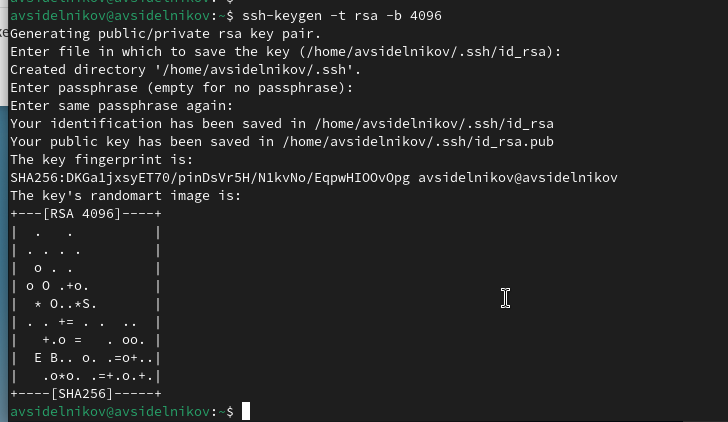 avsidelnikov@avsidelnikov:~$ ssh-keygen -t rsa -b 4096
Generating public/private rsa key pair.
Enter file in which to save the key (/home/avsidelnikov/.ssh/id_rsa):
Created directory '/home/avsidelnikov/.ssh'.
Enter passphrase (empty for no passphrase):
Enter same passphrase again:
Your identification has been saved in /home/avsidelnikov/.ssh/id_rsa
Your public key has been saved in /home/avsidelnikov/.ssh/id_rsa.pub
The key fingerprint is:
SHA256:DKGa1jxsyET70/pinDsVr5H/N1kvNo/EqpwHIOOvOpg avsidelnikov@avsidelnikov
The key's randomart image is:
+---[RSA 4096]----+
|  .   .          |
| . . . .         |
|  o . .          |
| o O .+o.        |
|  * O..*S.       |
| . . += . .  ..  |
|   +.o =   . oo. |
|  E B.. o. .=o+..|
|   .o*o. .=+.o.+.|
+----[SHA256]-----+
avsidelnikov@avsidelnikov:~$